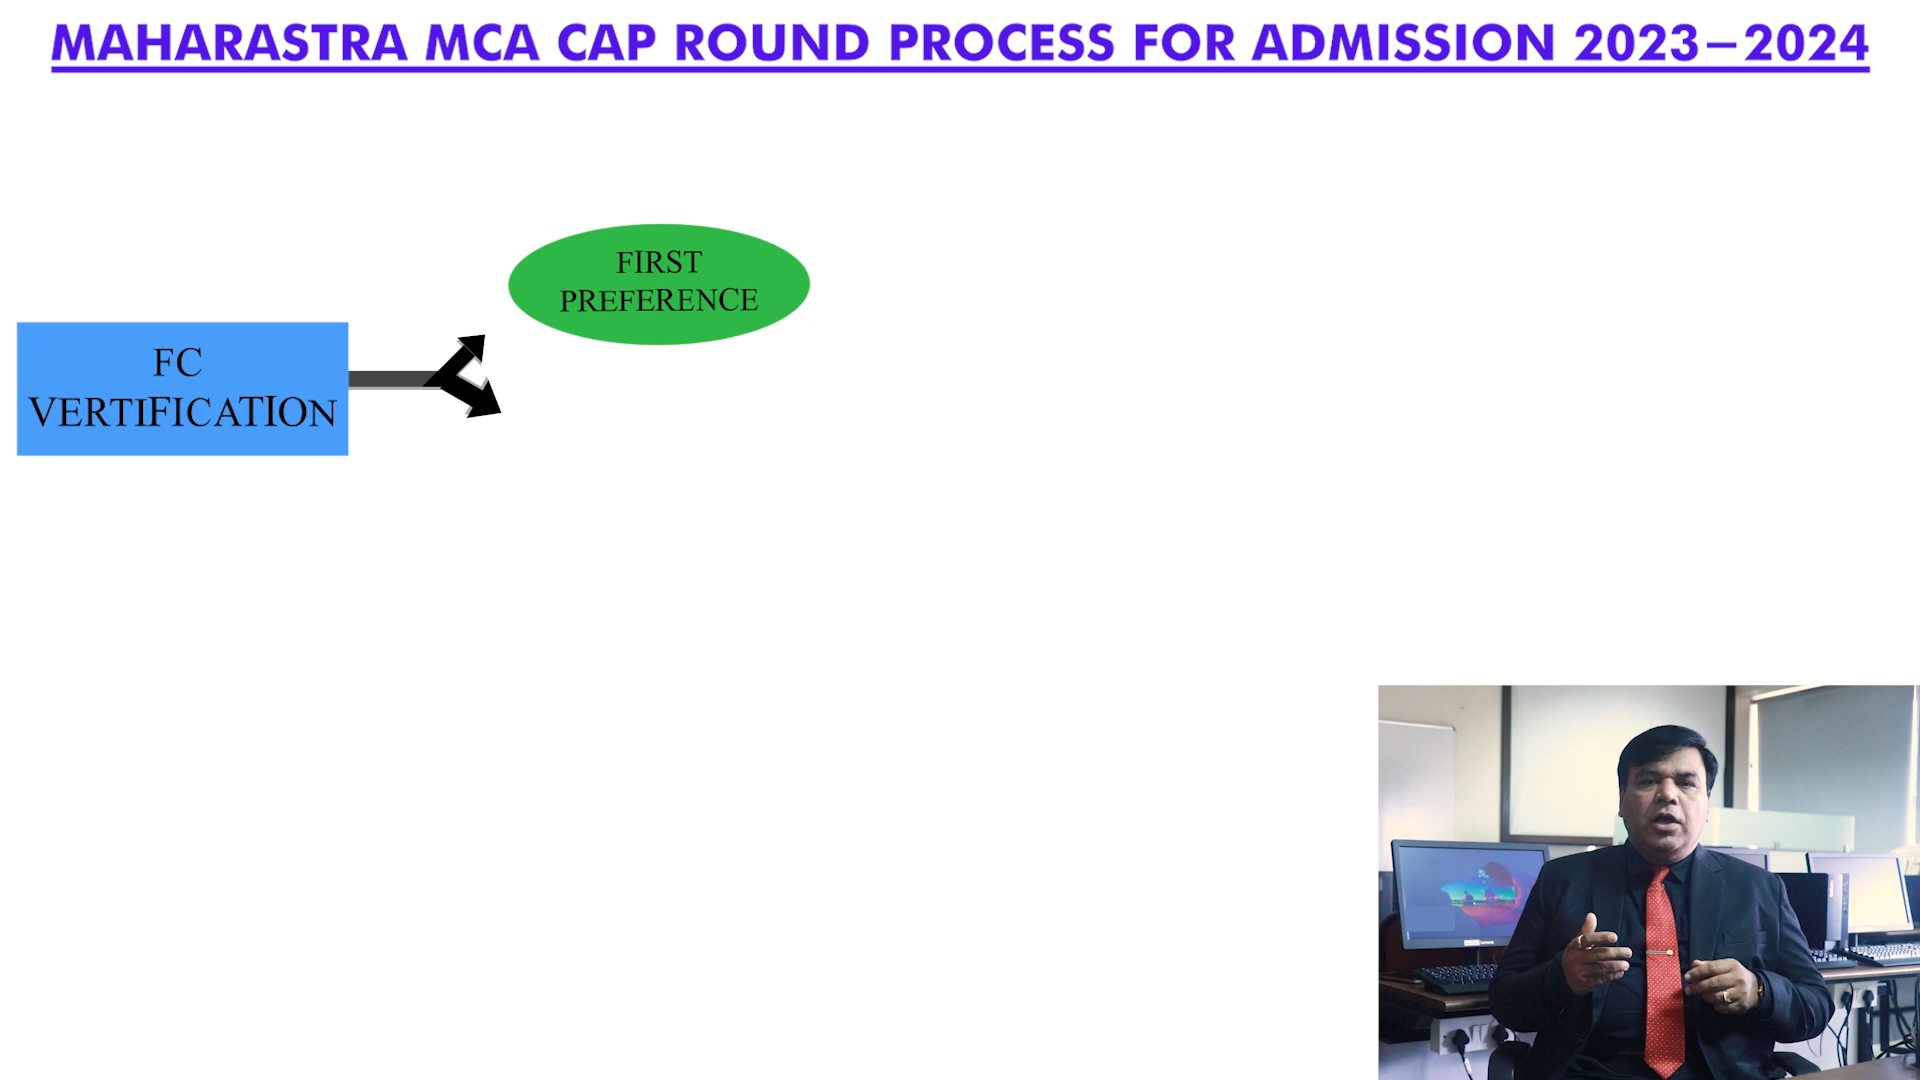 MAHARASTRA MCA CAP ROUND PROCESS FOR ADMISSION 2023–2024
FIRST
PREFERENCE
FC
VERTIFICATION